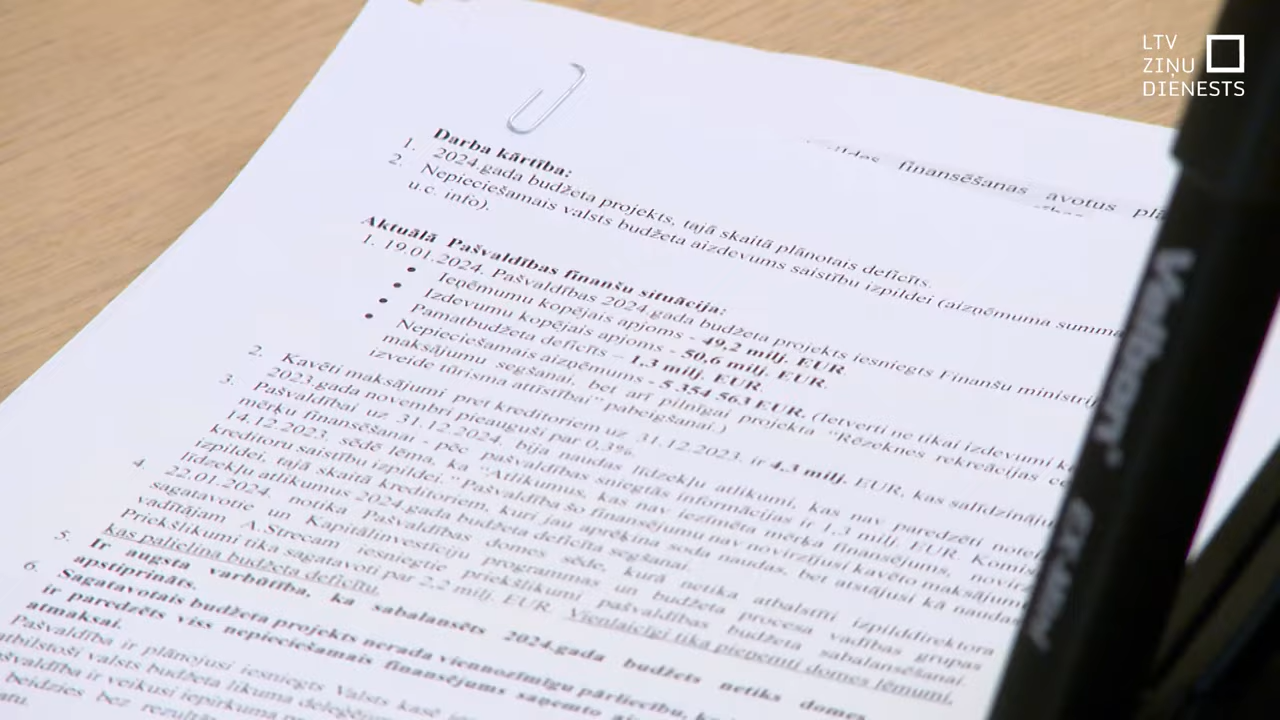 LTV
ZIŅU
DIENESTS
finansēšanas avotus
Darba kārtība:
1. 2024.gada budžeta projekts, tajā skaitā plānotais deficīts.
2. Nepieciešamais valsts budžeta aizdevums saistību izpildei (aizņēmuma summa
u.c. info).
Aktuālā Pašvaldības finanšu situācija:
1. 19.01.2024. Pašvaldības 2024.gada budžeta projekts iesniegts Finanšu ministrij
• Ieņēmumu kopējais apjoms - 49,2 milj. EUR
• Izdevumu kopējais apjoms - 50,6 milj. EUR.
• Pamatbudžeta deficīts – 1,3 milj. EUR.
• Nepieciešamais aizņēmums - 5 354 563 EUR. (Ietverti ne tikai izdevumi
maksājumu segšanai, bet arī pilnīgai projekta “Rēzeknes rekreācijas
izveide tūrisma attīstībai” pabeigšanai.)
2. Kavēti maksājumi pret kreditoriem uz 31.12.2023. ir 4,3 milj. EUR, kas salīdzināju
2023.gada novembri pieauguši par 0,3%.
3. Pašvaldībai uz 31.12.2024. bija naudas līdzekļu atlikumi, kas nav paredzēti
mērķu finansēšanai - pēc pašvaldības sniegtās informācijas ir 1,3 milj. EUR.
14.12.2023. sēdē lēma, ka “Atlikumus, kas nav iezīmēta mērķa finansējums,
kreditoru saistību izpildei.” Pašvaldība šo finansējumu nav novirzījusi kavēto maksājumu
izpildei, tajā skaitā kreditoriem, kuri jau aprēķina soda naudas, bet atstājusi kā naudas
līdzekļu atlikumus 2024.gada budžeta deficīta segšanai.
4. 22.01.2024. notika Pašvaldības domes sēde, kurā netika atbalstīti izpilddirektora
sagatavotie un Kapitālinvestīciju programmas un budžeta procesa vadības grupas
vadītājam A.Strecam iesniegtie priekšlikumi pašvaldības budžeta sabalansēšanai
Priekšlikumi tika sagatavoti par 2,2 milj. EUR. Vienlaicīgi tika pieņemti domes lēmumi,
kas palielina budžeta deficītu.
5. Ir augsta varbūtība, ka sabalansēts 2024.gada budžets netiks domes
apstiprināts.
6. Sagatavotais budžeta projekts nerada viennozīmīgu pārliecību,
ir paredzēts viss nepieciešamais finansējums saņemto
atmaksai.
Pašvaldība ir plānojusi iesniegt Valsts kasē
atbilstoši valsts budžeta likuma
ir veikusi iepirkuma
beidzies bez
Velibor